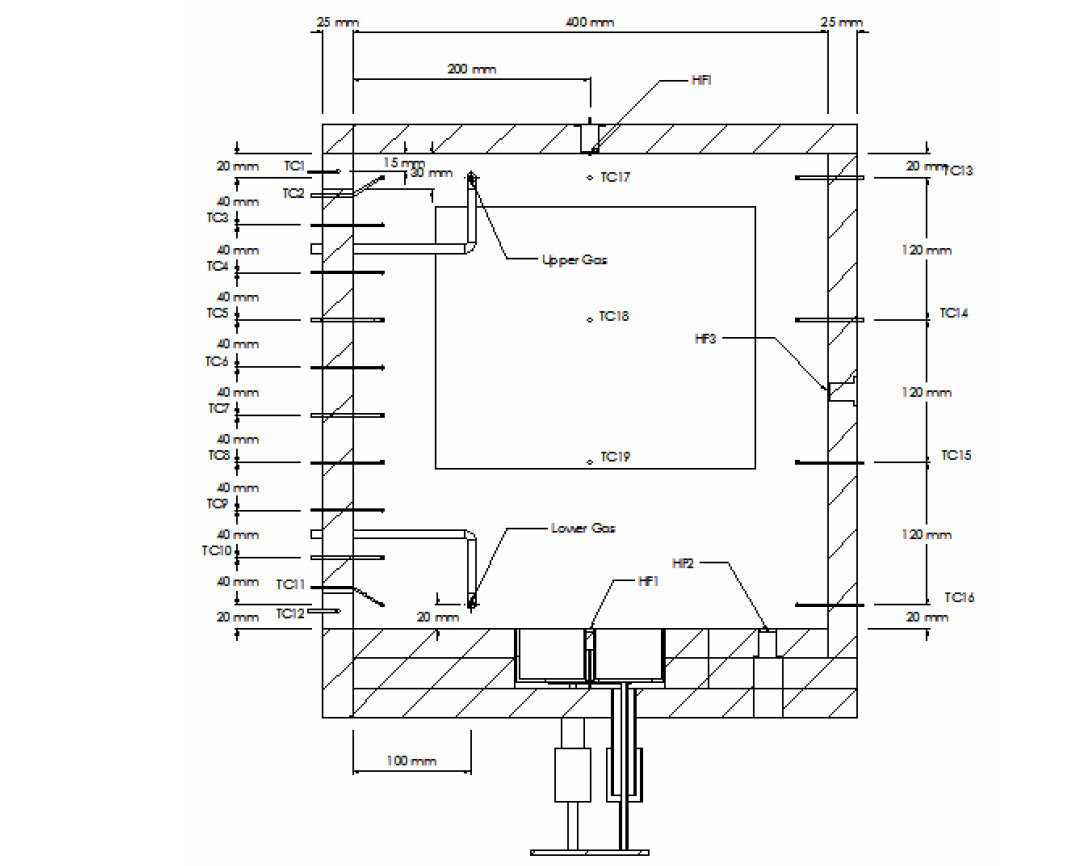 25 mm
400 mm
25 mm
200 mm
HF1
20 mm
TC1
15 mm
30 mm
TC17
20 mm
TC13
TC2
40 mm
TC3
40 mm
Upper Gas
120 mm
TC4
40 mm
TC5
TC18
TC14
40 mm
HF3
TC6
40 mm
120 mm
TC7
40 mm
TC8
TC19
TC15
40 mm
TC9
40 mm
Lower Gas
120 mm
TC10
HF2
40 mm
TC11
HF1
TC16
20 mm
TC12
20 mm
20 mm
100 mm